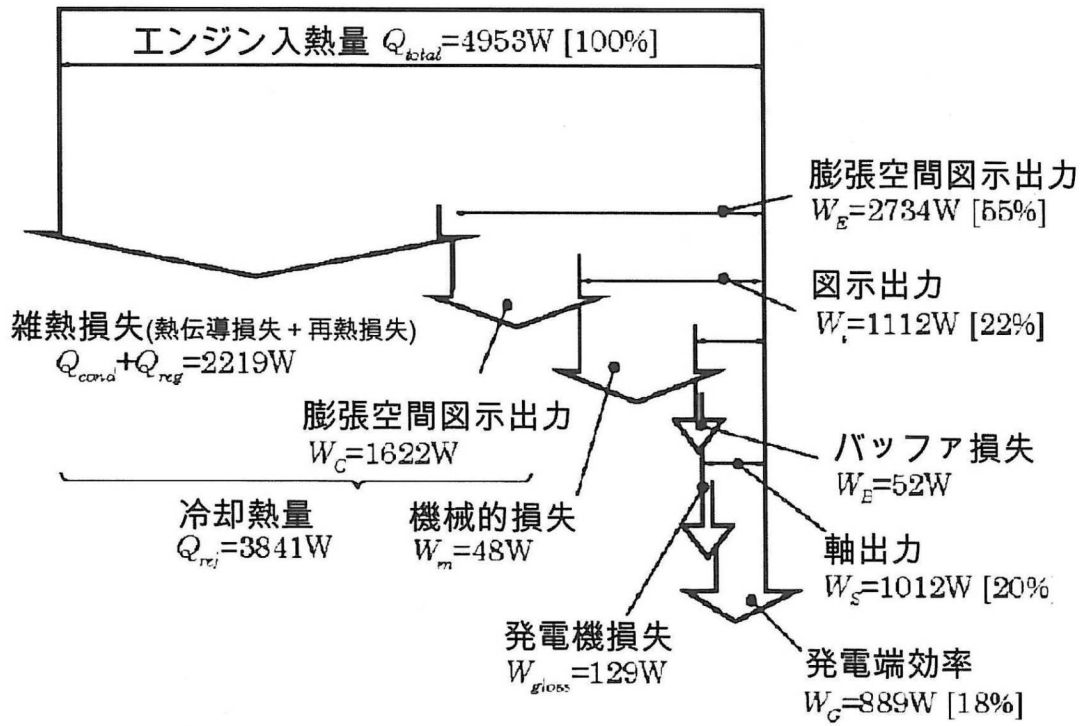 エンジン入熱量 Q_total=4953W [100%]
膨張空間図示出力
W_E=2734W [55%]
図示出力
W_i=1112W [22%]
雑熱損失(熱伝導損失+再熱損失)
Q_cond+Q_reg=2219W
膨張空間図示出力
W_C=1622W
バッファ損失
W_B=52W
冷却熱量
Q_rej=3841W
機械的損失
W_m=48W
軸出力
W_S=1012W [20%
発電機損失
W_gloss=129W
発電端効率
W_G=889W [18%]